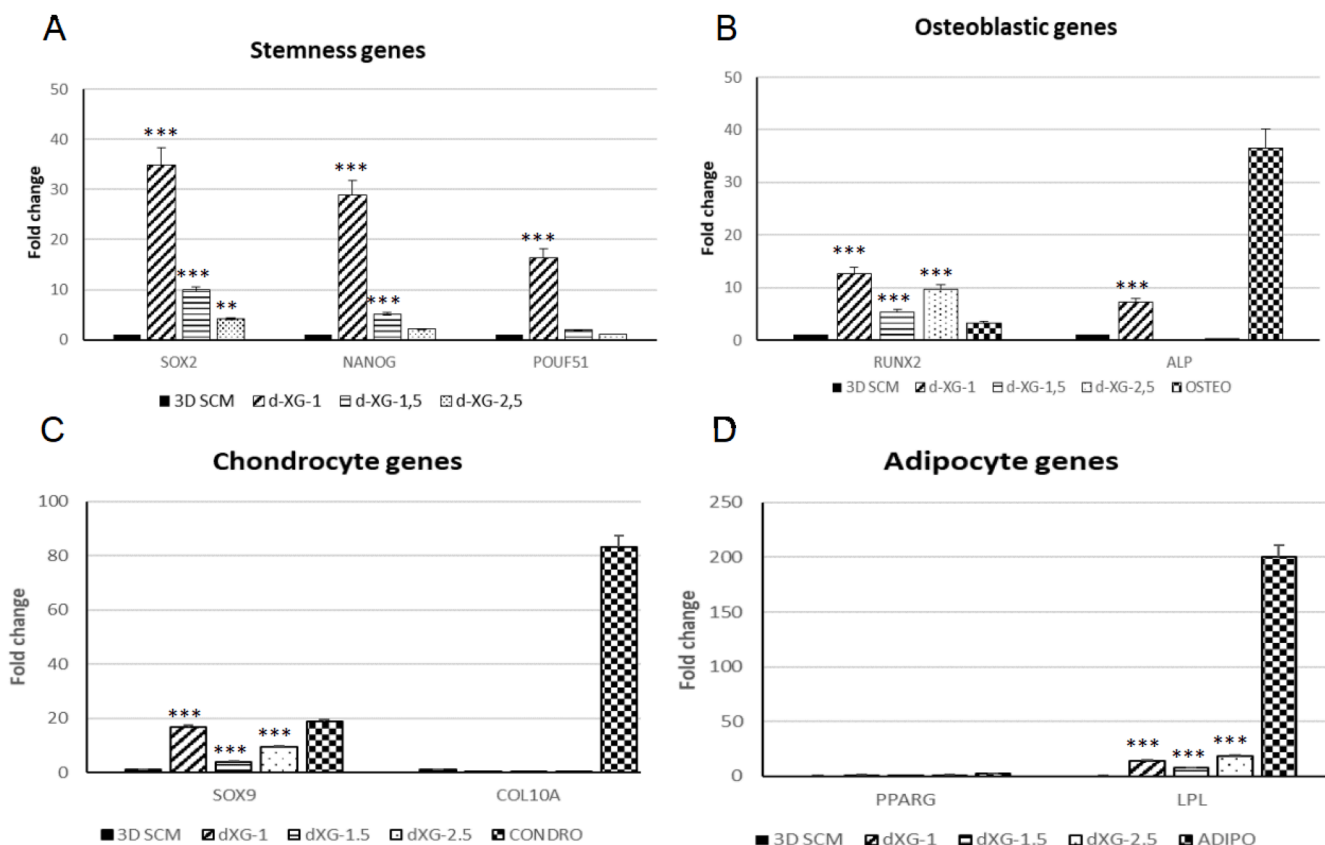 A
Stemness genes
Fold change
50
40
30
20
10
0
***
***
**
***
***
***
SOX2 NANOG POUF51
3D SCM d-XG-1 d-XG-1,5 d-XG-2,5
B
Osteoblastic genes
Fold change
50
40
30
20
10
0
***
***
***
***
RUNX2 ALP
3D SCM d-XG-1 d-XG-1,5 d-XG-2,5 OSTEO
C
Chondrocyte genes
Fold change
100
80
60
40
20
0
***
***
***
SOX9 COL10A
3D SCM dXG-1 dXG-1.5 dXG-2.5 CONDRO
D
Adipocyte genes
Fold change
250
200
150
100
50
0
***
***
***
PPARG LPL
3D SCM dXG-1 dXG-1.5 dXG-2.5 ADIPO